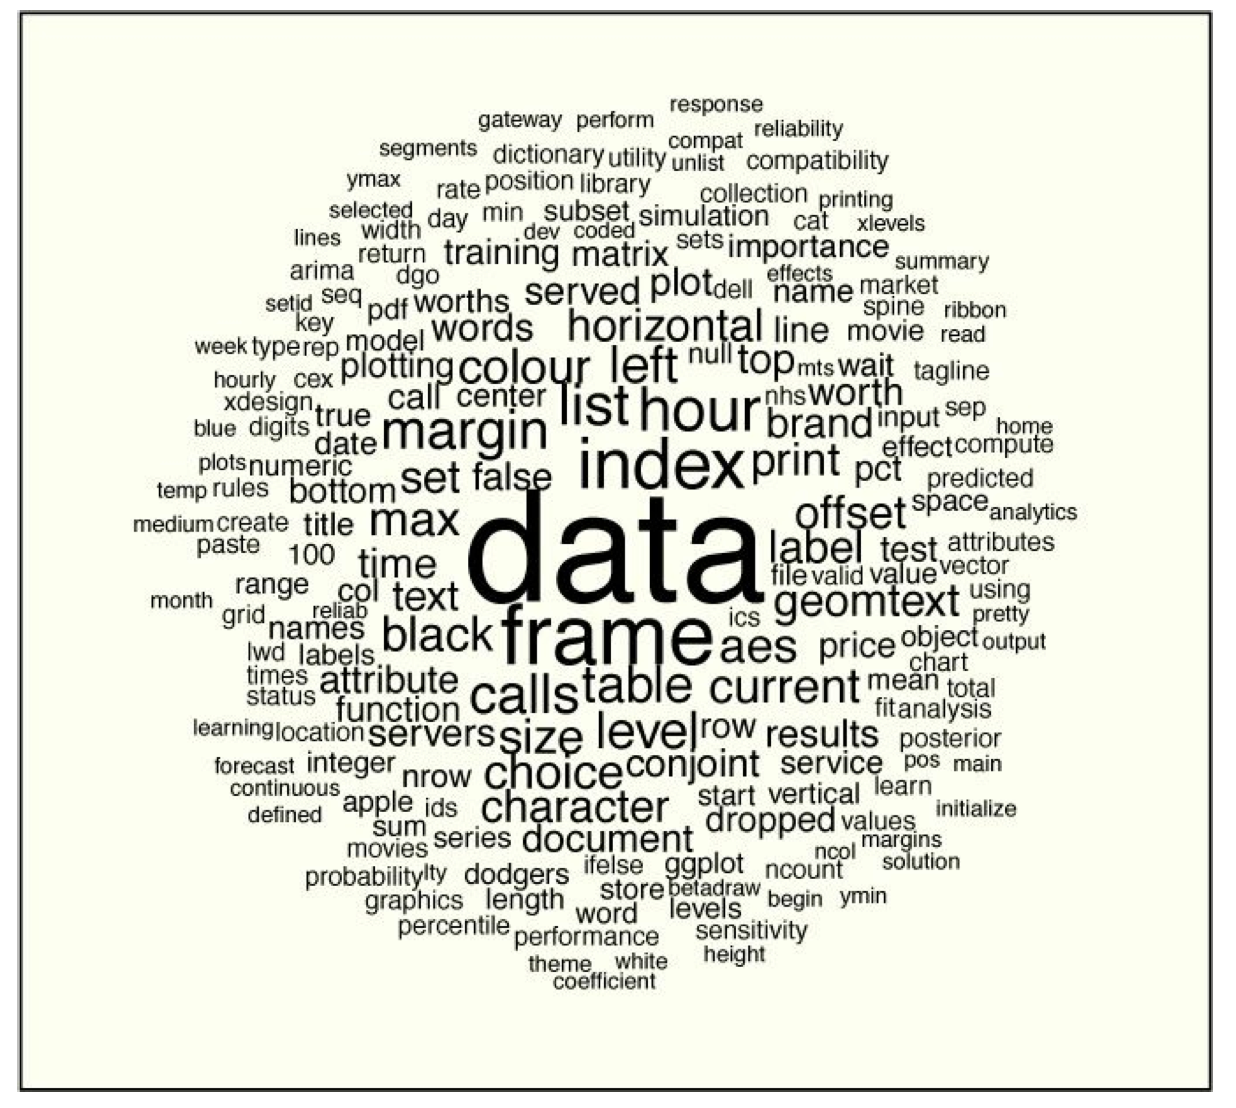 response
gateway perform
compat reliability
segments dictionary utility unlist compatibility
ymax rate position library collection printing
selected day min subset simulation cat xlevels
lines width dev coded
return training matrix sets importance summary
arima dgo effects
setid seq pdf worths served plot dell name market
spine ribbon
key words horizontal line movie read
week type rep model
plotting colour left null top mts wait tagline
hourly cex call center list hour nhs worth
xdesign true margin brand input sep
blue digits date home
effect compute
plots numeric set false index print pct predicted
temp rules bottom
offset space analytics
medium create title max data
paste 100 time label test attributes
file valid value vector
range col text geomtext using
month grid reliab ics pretty
names black frame aes price object output
lwd labels chart
times attribute calls table current mean total
status function fit analysis
learning location servers size level row results posterior
forecast integer nrow choice conjoint service pos main
continuous
defined apple ids character start vertical learn initialize
sum series document dropped values margins
movies ncol solution
probability lty dodgers ifelse ggplot ncount
graphics length store betadraw begin ymin
word levels
percentile performance sensitivity
theme white height
coefficient